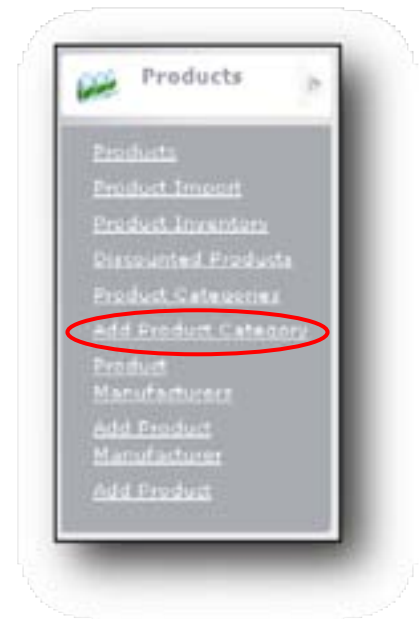 Products
Products
Product Import
Product Inventory
Discounted Products
Product Categories
Add Product Category
Product
Manufacturers
Add Product
Manufacturer
Add Product